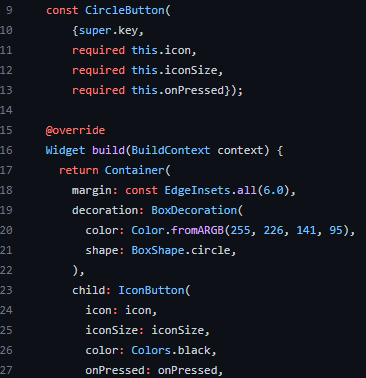 9 const CircleButton(
10 {super.key,
11 required this.icon,
12 required this.iconSize,
13 required this.onPressed});
14
15 @override
16 Widget build(BuildContext context) {
17 return Container(
18 margin: const EdgeInsets.all(6.0),
19 decoration: BoxDecoration(
20 color: Color.fromARGB(255, 226, 141, 95),
21 shape: BoxShape.circle,
22 ),
23 child: IconButton(
24 icon: icon,
25 iconSize: iconSize,
26 color: Colors.black,
27 onPressed: onPressed,